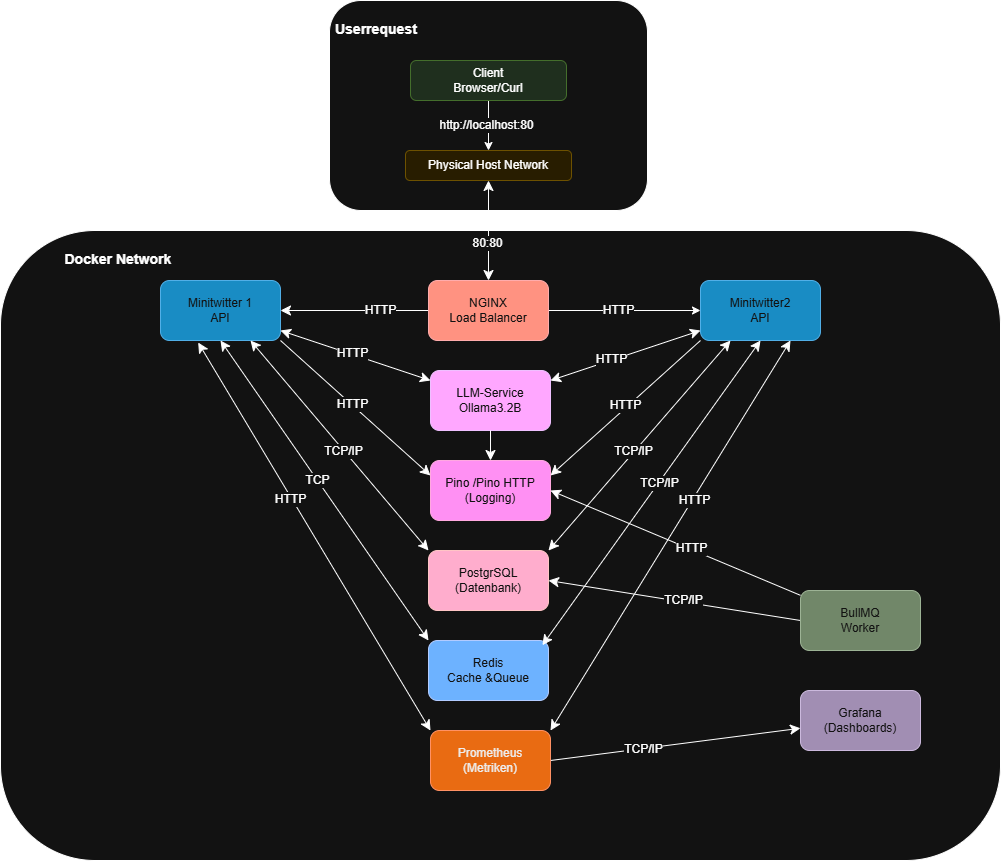 Userrequest
Client
Browser/Curl
http://localhost:80
Physical Host Network
80:80
Docker Network
Minitwitter 1
API
HTTP
NGINX
Load Balancer
HTTP
Minitwitter2
API
HTTP
HTTP
LLM-Service
Ollama3.2B
HTTP
HTTP
TCP/IP
TCP/IP
Pino /Pino HTTP
(Logging)
TCP
TCP/IP
HTTP
HTTP
HTTP
PostgrSQL
(Datenbank)
TCP/IP
BullMQ
Worker
Redis
Cache &Queue
Grafana
(Dashboards)
Prometheus
(Metriken)
TCP/IP